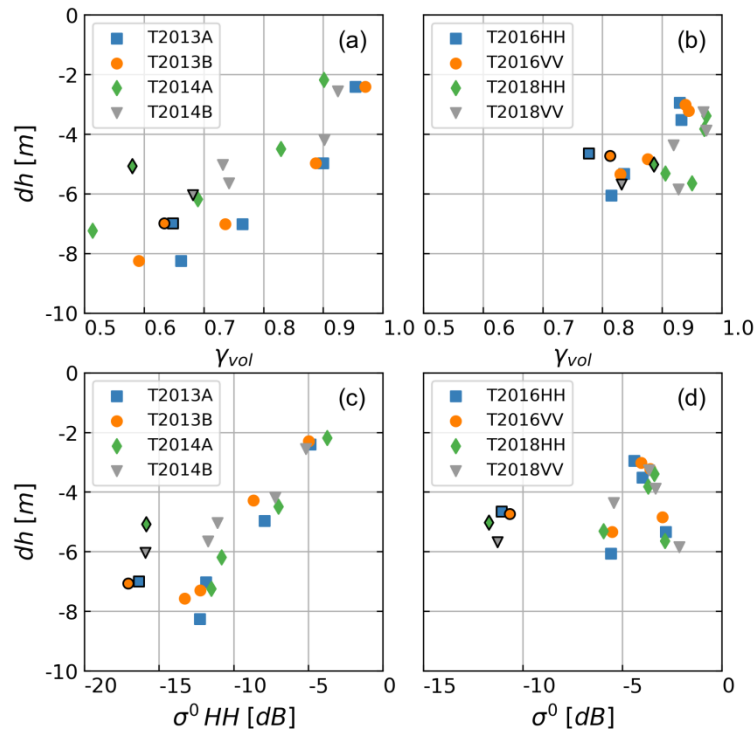 0
-2
-4
-6
-8
-10
dh [m]
T2013A
T2013B
T2014A
T2014B
(a)
0.5 0.6 0.7 0.8 0.9 1.0
γvol
T2016HH
T2016VV
T2018HH
T2018VV
(b)
0.5 0.6 0.7 0.8 0.9 1.0
γvol
0
-2
-4
-6
-8
-10
dh [m]
T2013A
T2013B
T2014A
T2014B
(c)
-20 -15 -10 -5 0
σ⁰ HH [dB]
T2016HH
T2016VV
T2018HH
T2018VV
(d)
-15 -10 -5 0
σ⁰ [dB]